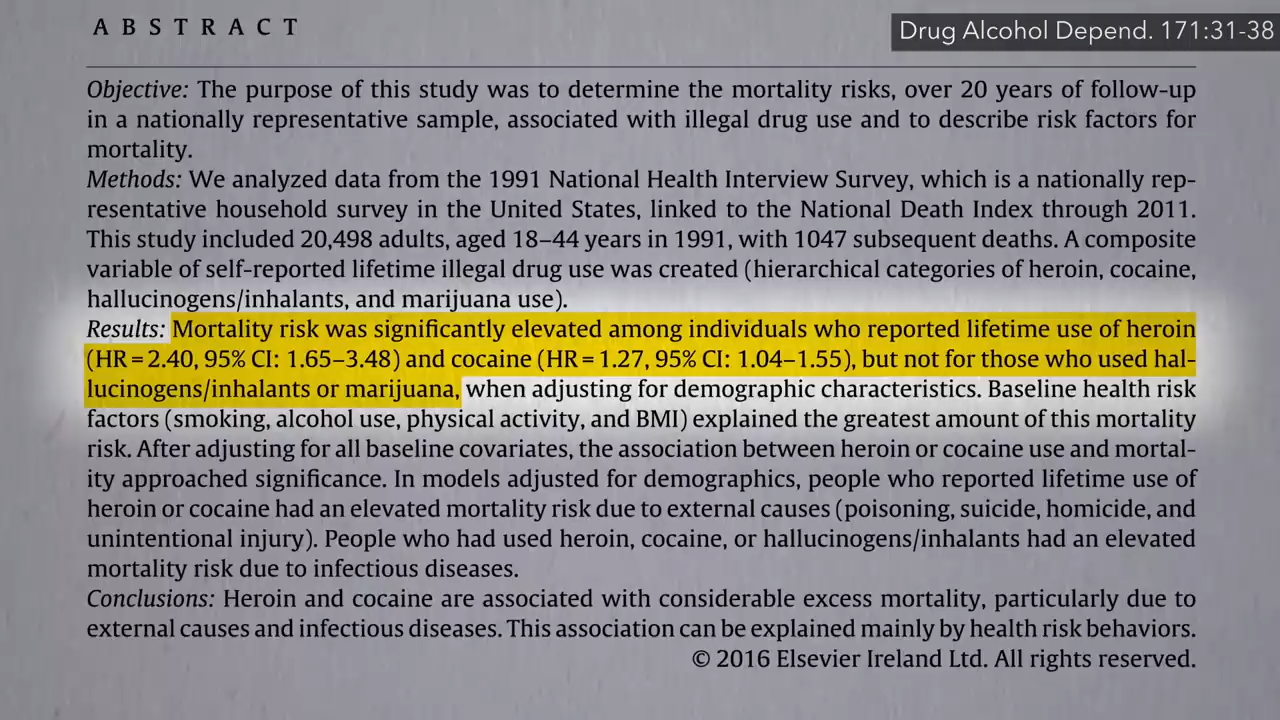 ABSTRACT
Drug Alcohol Depend. 171:31-38
Objective: The purpose of this study was to determine the mortality risks, over 20 years of follow-up
in a nationally representative sample, associated with illegal drug use and to describe risk factors for
mortality.
Methods: We analyzed data from the 1991 National Health Interview Survey, which is a nationally rep-
resentative household survey in the United States, linked to the National Death Index through 2011.
This study included 20,498 adults, aged 18–44 years in 1991, with 1047 subsequent deaths. A composite
variable of self-reported lifetime illegal drug use was created (hierarchical categories of heroin, cocaine,
hallucinogens/inhalants, and marijuana use).
Results: Mortality risk was significantly elevated among individuals who reported lifetime use of heroin
(HR = 2.40, 95% CI: 1.65–3.48) and cocaine (HR = 1.27, 95% CI: 1.04–1.55), but not for those who used hal-
lucinogens/inhalants or marijuana, when adjusting for demographic characteristics. Baseline health risk
factors (smoking, alcohol use, physical activity, and BMI) explained the greatest amount of this mortality
risk. After adjusting for all baseline covariates, the association between heroin or cocaine use and mortal-
ity approached significance. In models adjusted for demographics, people who reported lifetime use of
heroin or cocaine had an elevated mortality risk due to external causes (poisoning, suicide, homicide, and
unintentional injury). People who had used heroin, cocaine, or hallucinogens/inhalants had an elevated
mortality risk due to infectious diseases.
Conclusions: Heroin and cocaine are associated with considerable excess mortality, particularly due to
external causes and infectious diseases. This association can be explained mainly by health risk behaviors.
© 2016 Elsevier Ireland Ltd. All rights reserved.